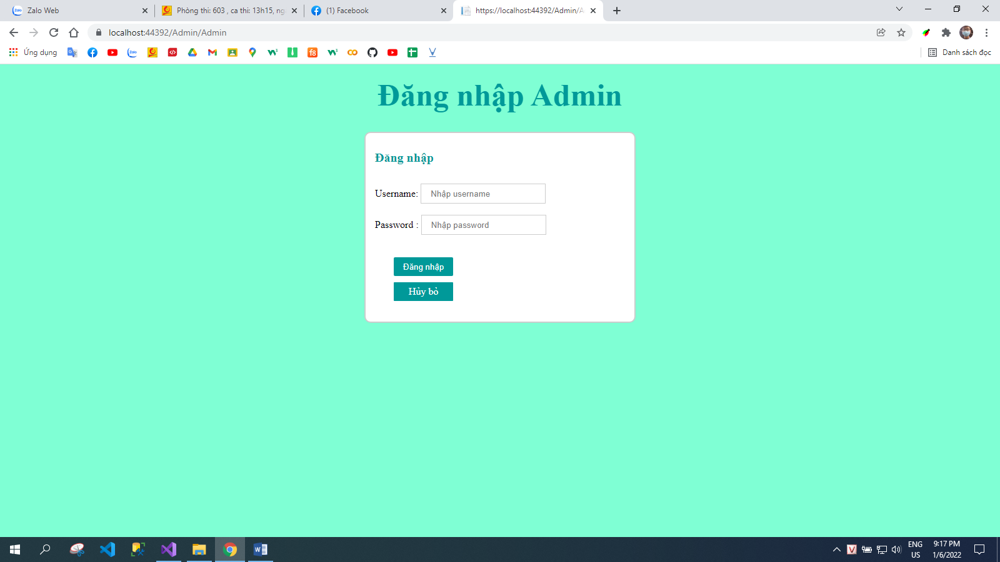 Zalo Web
Phòng thi: 603 , ca thi: 13h15, ng
(1) Facebook
https://localhost:44392/Admin/A
localhost:44392/Admin/Admin
Ứng dụng
Zalo
f8
Danh sách đọc
Đăng nhập Admin
Đăng nhập
Username: Nhập username
Password : Nhập password
Đăng nhập
Hủy bỏ
ENG
US
9:17 PM
1/6/2022